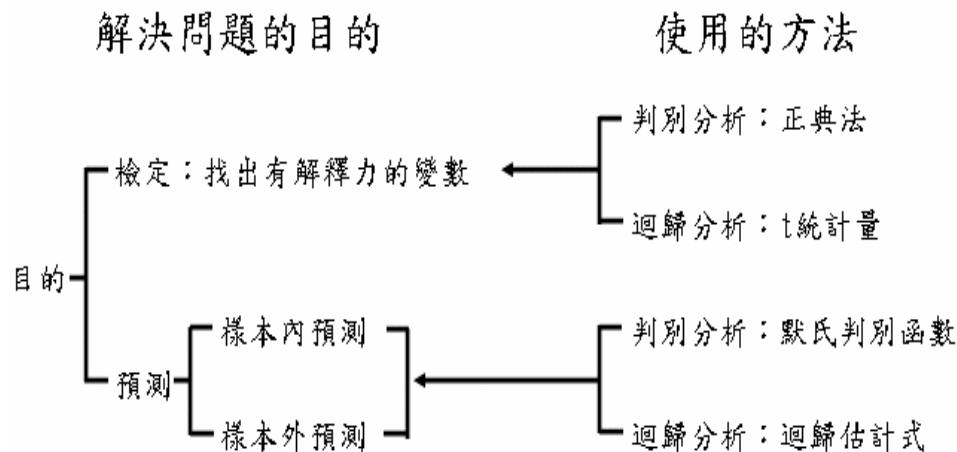 解決問題的目的
使用的方法
判別分析：正典法
檢定：找出有解釋力的變數
迴歸分析：t統計量
目的
樣本內預測
判別分析：默氏判別函數
預測
樣本外預測
迴歸分析：迴歸估計式